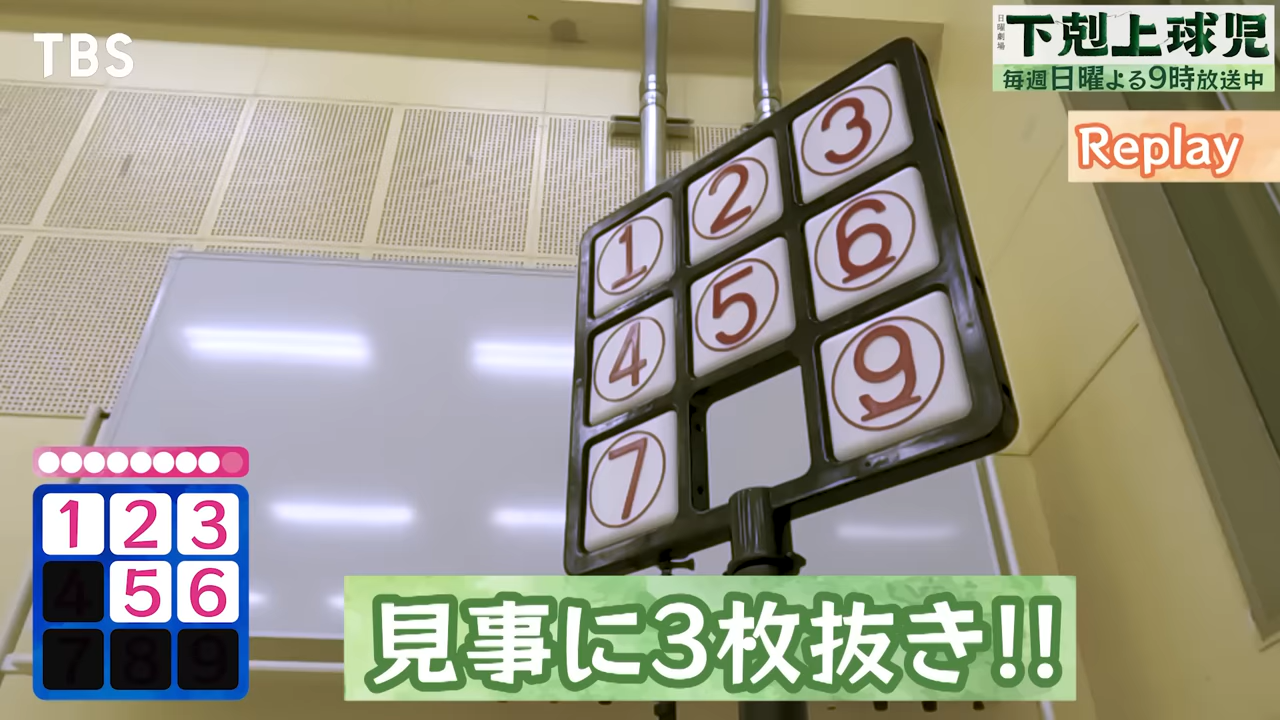 TBS
日曜劇場
下剋上球児
毎週日曜よる9時放送中
Replay
1 2 3
4 5 6
7 9
1 2 3
4 5 6
7 8 9
見事に3枚抜き!!